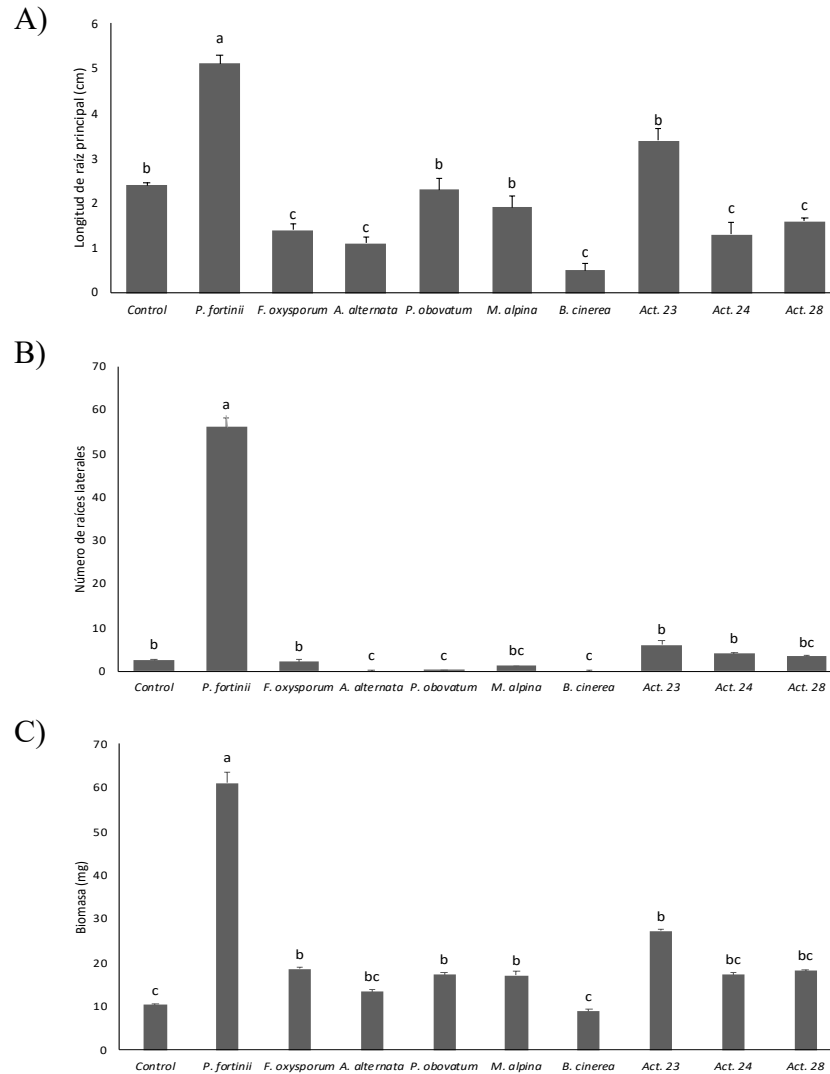 A)
Longitud de raíz principal (cm)
6
5
4
3
2
1
0
b
a
c
c
b
b
c
b
c
c
Control P. fortinii F. oxysporum A. alternata P. obovatum M. alpina B. cinerea Act. 23 Act. 24 Act. 28
B)
Número de raíces laterales
70
60
50
40
30
20
10
0
b
a
b
c
c
bc
c
b
b
bc
Control P. fortinii F. oxysporum A. alternata P. obovatum M. alpina B. cinerea Act. 23 Act. 24 Act. 28
C)
Biomasa (mg)
70
60
50
40
30
20
10
0
c
a
b
bc
b
b
c
b
bc
bc
Control P. fortinii F. oxysporum A. alternata P. obovatum M. alpina B. cinerea Act. 23 Act. 24 Act. 28